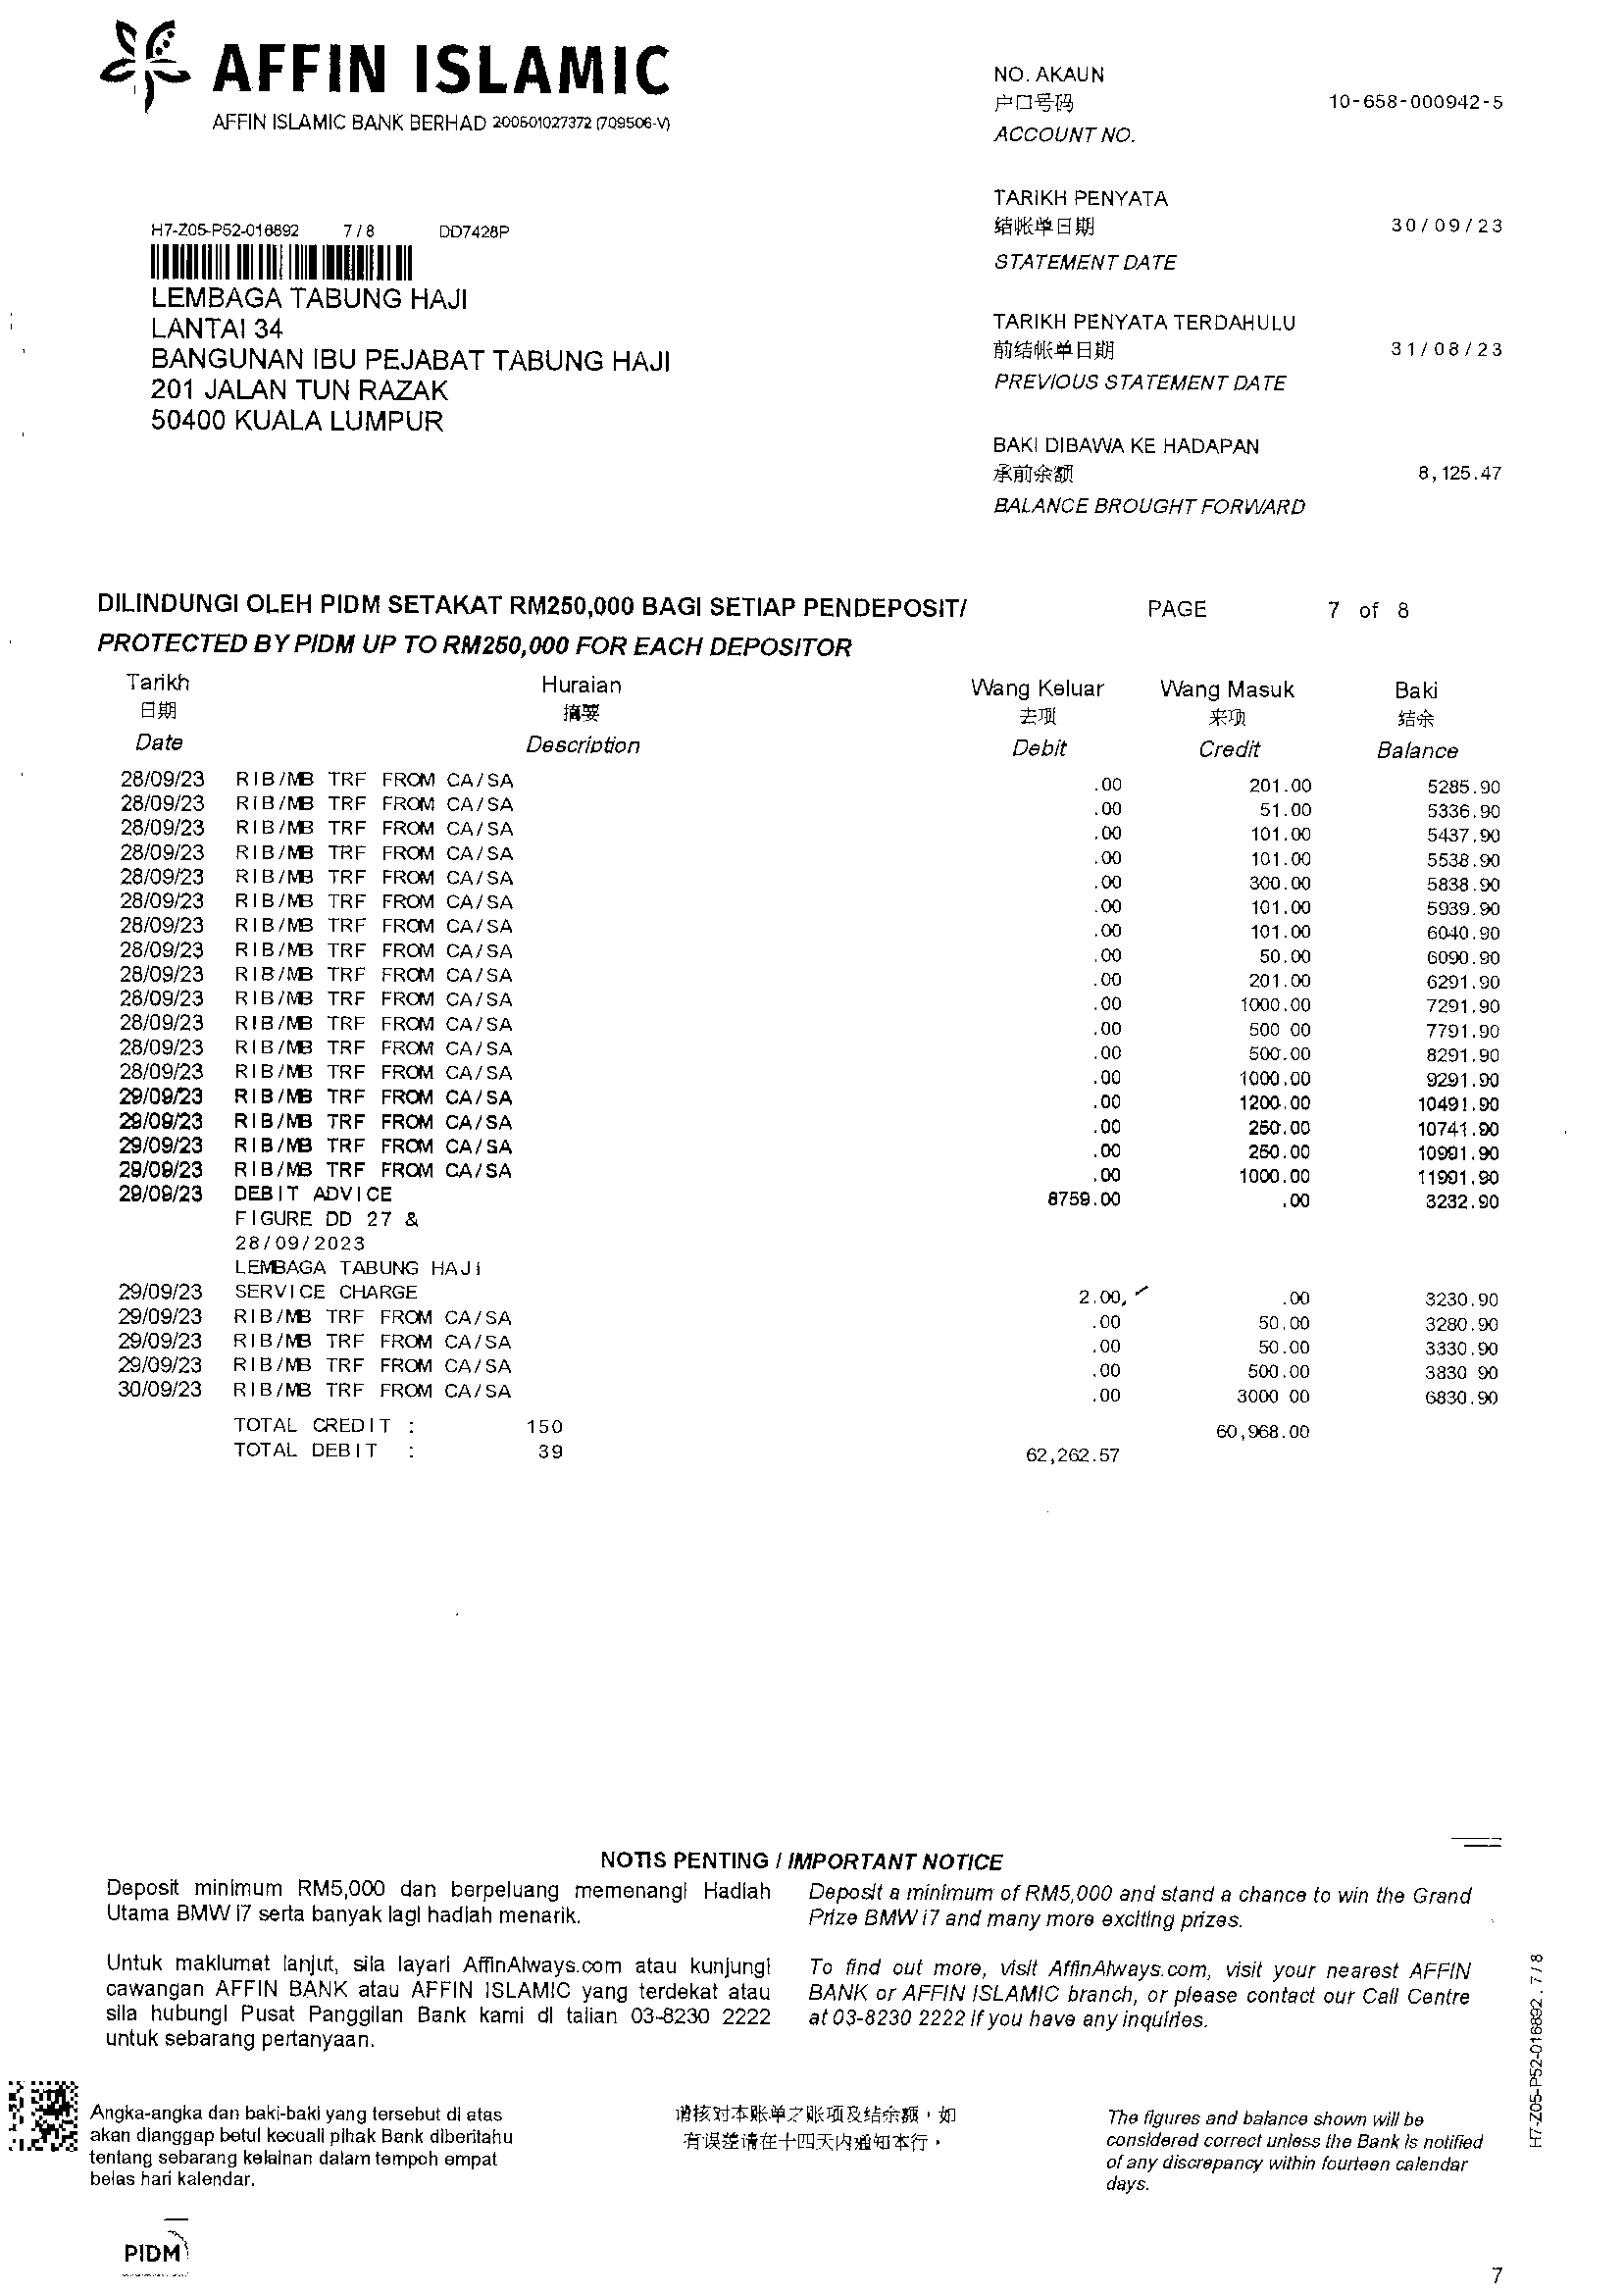 AFFIN ISLAMIC
AFFIN ISLAMIC BANK BERHAD 200501027372 (709506-V)
NO. AKAUN
户口号码 10-658-000942-5
ACCOUNT NO.
TARIKH PENYATA
结帐单日期 30/09/23
STATEMENT DATE
H7-Z05-P52-016892 7/8 DD7428P
LEMBAGA TABUNG HAJI
LANTAI 34
BANGUNAN IBU PEJABAT TABUNG HAJI
201 JALAN TUN RAZAK
50400 KUALA LUMPUR
TARIKH PENYATA TERDAHULU
前结帐单日期 31/08/23
PREVIOUS STATEMENT DATE
BAKI DIBAWA KE HADAPAN
承前余额 8,125.47
BALANCE BROUGHT FORWARD
DILINDUNGI OLEH PIDM SETAKAT RM250,000 BAGI SETIAP PENDEPOSIT/ PAGE 7 of 8
PROTECTED BY PIDM UP TO RM250,000 FOR EACH DEPOSITOR
Tarikh Huraian Wang Keluar Wang Masuk Baki
日期 摘要 去项 来项 结余
Date Description Debit Credit Balance
28/09/23 RIB/MB TRF FROM CA/SA .00 201.00 5285.90
28/09/23 RIB/MB TRF FROM CA/SA .00 51.00 5336.90
28/09/23 RIB/MB TRF FROM CA/SA .00 101.00 5437.90
28/09/23 RIB/MB TRF FROM CA/SA .00 101.00 5538.90
28/09/23 RIB/MB TRF FROM CA/SA .00 300.00 5838.90
28/09/23 RIB/MB TRF FROM CA/SA .00 101.00 5939.90
28/09/23 RIB/MB TRF FROM CA/SA .00 101.00 6040.90
28/09/23 RIB/MB TRF FROM CA/SA .00 50.00 6090.90
28/09/23 RIB/MB TRF FROM CA/SA .00 201.00 6291.90
28/09/23 RIB/MB TRF FROM CA/SA .00 1000.00 7291.90
28/09/23 RIB/MB TRF FROM CA/SA .00 500 00 7791.90
28/09/23 RIB/MB TRF FROM CA/SA .00 500.00 8291.90
28/09/23 RIB/MB TRF FROM CA/SA .00 1000.00 9291.90
29/09/23 RIB/MB TRF FROM CA/SA .00 1200.00 10491.90
29/09/23 RIB/MB TRF FROM CA/SA .00 250.00 10741.90
29/09/23 RIB/MB TRF FROM CA/SA .00 250.00 10991.90
29/09/23 RIB/MB TRF FROM CA/SA .00 1000.00 11991.90
29/09/23 DEBIT ADVICE 8759.00 .00 3232.90
FIGURE DD 27 &
28/09/2023
LEMBAGA TABUNG HAJI
29/09/23 SERVICE CHARGE 2.00 .00 3230.90
29/09/23 RIB/MB TRF FROM CA/SA .00 50.00 3280.90
29/09/23 RIB/MB TRF FROM CA/SA .00 50.00 3330.90
29/09/23 RIB/MB TRF FROM CA/SA .00 500.00 3830 90
30/09/23 RIB/MB TRF FROM CA/SA .00 3000 00 6830.90
TOTAL CREDIT : 150 60,968.00
TOTAL DEBIT : 39 62,262.57
NOTIS PENTING / IMPORTANT NOTICE
Deposit minimum RM5,000 dan berpeluang memenangi Hadiah
Utama BMW i7 serta banyak lagi hadiah menarik.
Untuk maklumat lanjut, sila layari AffinAlways.com atau kunjungi
cawangan AFFIN BANK atau AFFIN ISLAMIC yang terdekat atau
sila hubungi Pusat Panggilan Bank kami di talian 03-8230 2222
untuk sebarang pertanyaan.
Deposit a minimum of RM5,000 and stand a chance to win the Grand
Prize BMW i7 and many more exciting prizes.
To find out more, visit AffinAlways.com, visit your nearest AFFIN
BANK or AFFIN ISLAMIC branch, or please contact our Call Centre
at 03-8230 2222 if you have any inquiries.
H7-Z05-P52-016892. 7/8
Angka-angka dan baki-baki yang tersebut di atas
akan dianggap betul kecuali pihak Bank diberitahu
tentang sebarang kelainan dalam tempoh empat
belas hari kalendar.
请核对本账单之账项及结余额，如
有误差请在十四天内通知本行。
The figures and balance shown will be
considered correct unless the Bank is notified
of any discrepancy within fourteen calendar
days.
PIDM
7